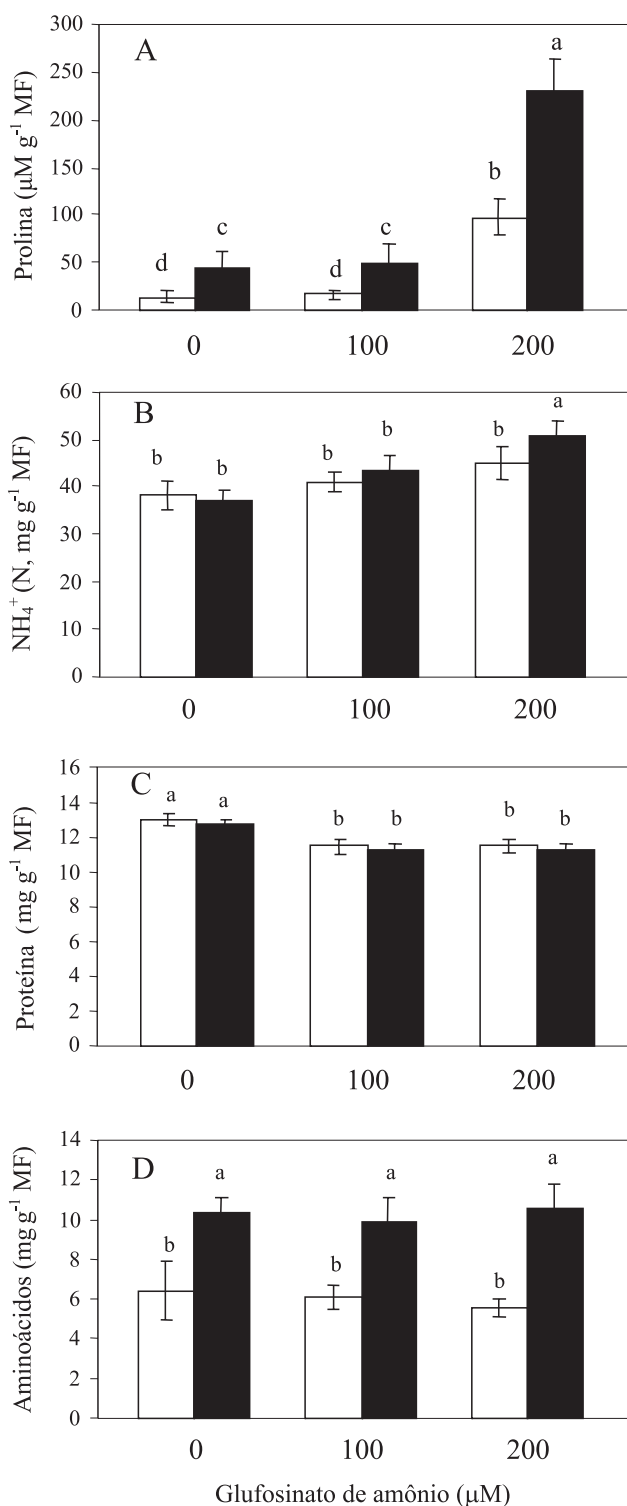 A
Prolina (µM g⁻¹ MF)
300
250
200
150
100
50
0
d
c
d
c
b
a
0
100
200
B
NH₄⁺ (N, mg g⁻¹ MF)
60
50
40
30
20
10
0
b
b
b
b
b
a
0
100
200
C
Proteína (mg g⁻¹ MF)
16
14
12
10
8
6
4
2
0
a
a
b
b
b
b
0
100
200
D
Aminoácidos (mg g⁻¹ MF)
14
12
10
8
6
4
2
0
b
a
b
a
b
a
0
100
200
Glufosinato de amônio (µM)